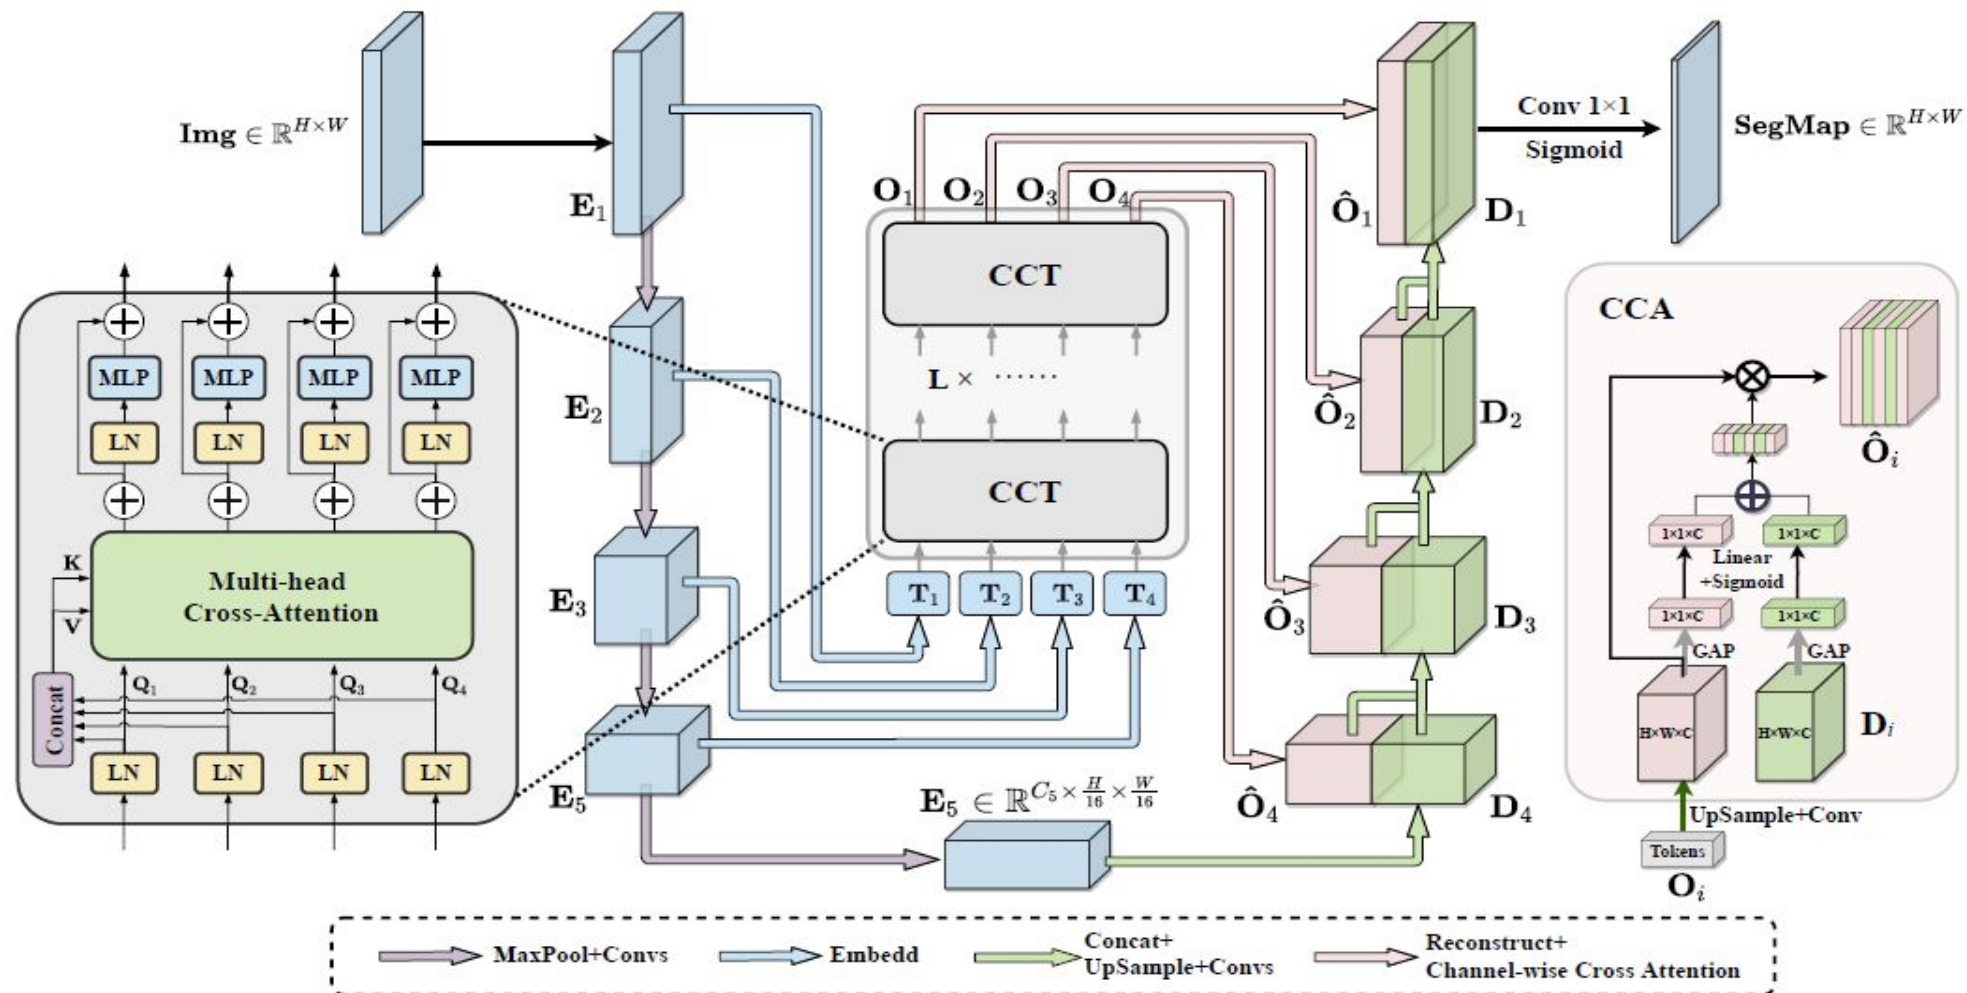 Img ∈ ℝ^{H×W}
E₁
E₂
E₃
E₅
E₅ ∈ ℝ^{C₅×H/16×W/16}
MLP MLP MLP MLP
LN LN LN LN
K
V
Multi-head
Cross-Attention
Concat
Q₁ Q₂ Q₃ Q₄
LN LN LN LN
O₁ O₂ O₃ O₄
CCT
L × ······
CCT
T₁ T₂ T₃ T₄
Ô₁ D₁
Ô₂ D₂
Ô₃ D₃
Ô₄ D₄
Conv 1×1
Sigmoid
SegMap ∈ ℝ^{H×W}
CCA
Ôᵢ
1×1×C 1×1×C
Linear
+Sigmoid
1×1×C 1×1×C
GAP GAP
H×W×C H×W×C
Dᵢ
UpSample+Conv
Tokens
Oᵢ
MaxPool+Convs
Embedd
Concat+
UpSample+Convs
Reconstruct+
Channel-wise Cross Attention